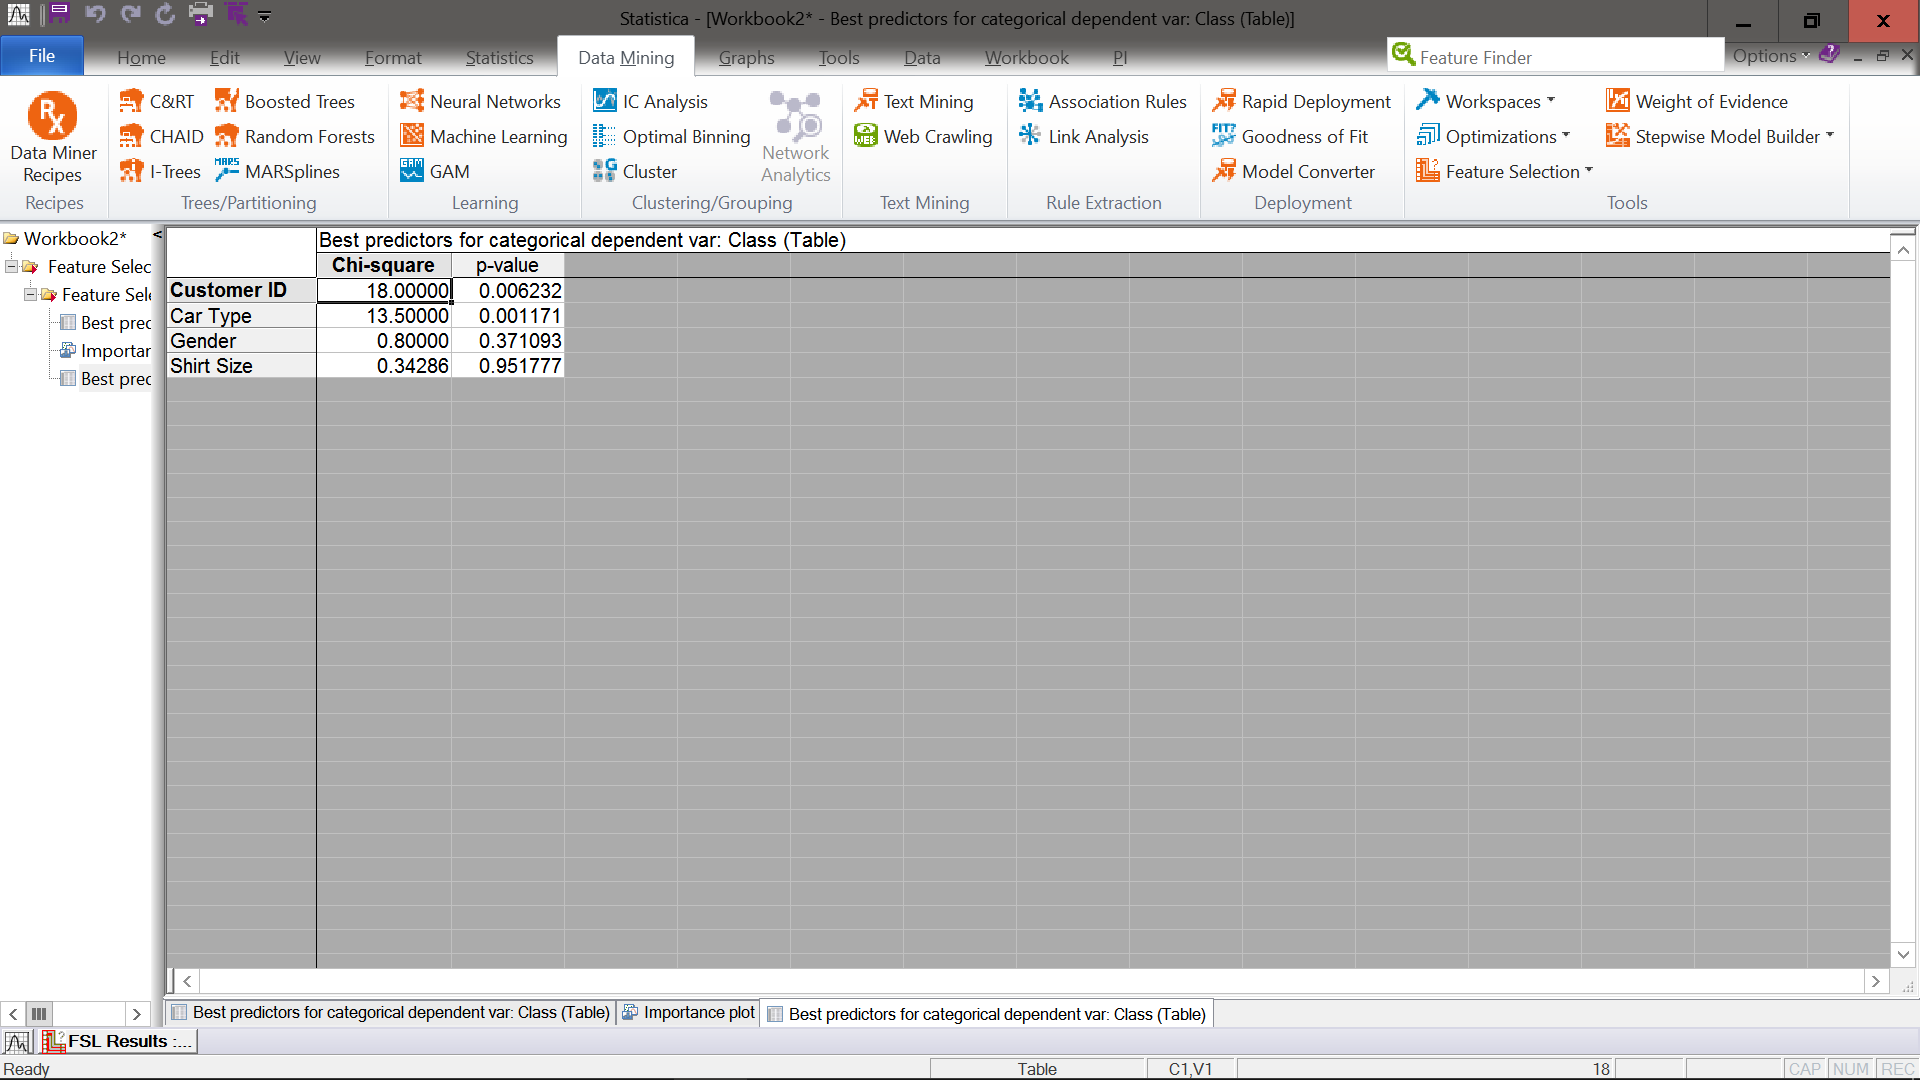 Statistica - [Workbook2* - Best predictors for categorical dependent var: Class (Table)]
File Home Edit View Format Statistics Data Mining Graphs Tools Data Workbook PI Feature Finder Options
C&RT Boosted Trees Neural Networks IC Analysis Text Mining Association Rules Rapid Deployment Workspaces Weight of Evidence
CHAID Random Forests Machine Learning Optimal Binning Web Crawling Link Analysis Goodness of Fit Optimizations Stepwise Model Builder
Data Miner Recipes I-Trees MARSplines GAM Cluster Network Analytics Model Converter Feature Selection
Recipes Trees/Partitioning Learning Clustering/Grouping Text Mining Rule Extraction Deployment Tools
Workbook2*
Feature Selec
Feature Sele
Best prec
Importar
Best prec
Best predictors for categorical dependent var: Class (Table)
Chi-square p-value
Customer ID 18.00000 0.006232
Car Type 13.50000 0.001171
Gender 0.80000 0.371093
Shirt Size 0.34286 0.951777
Best predictors for categorical dependent var: Class (Table) Importance plot Best predictors for categorical dependent var: Class (Table)
FSL Results :...
Ready Table C1,V1 18 CAP NUM REC